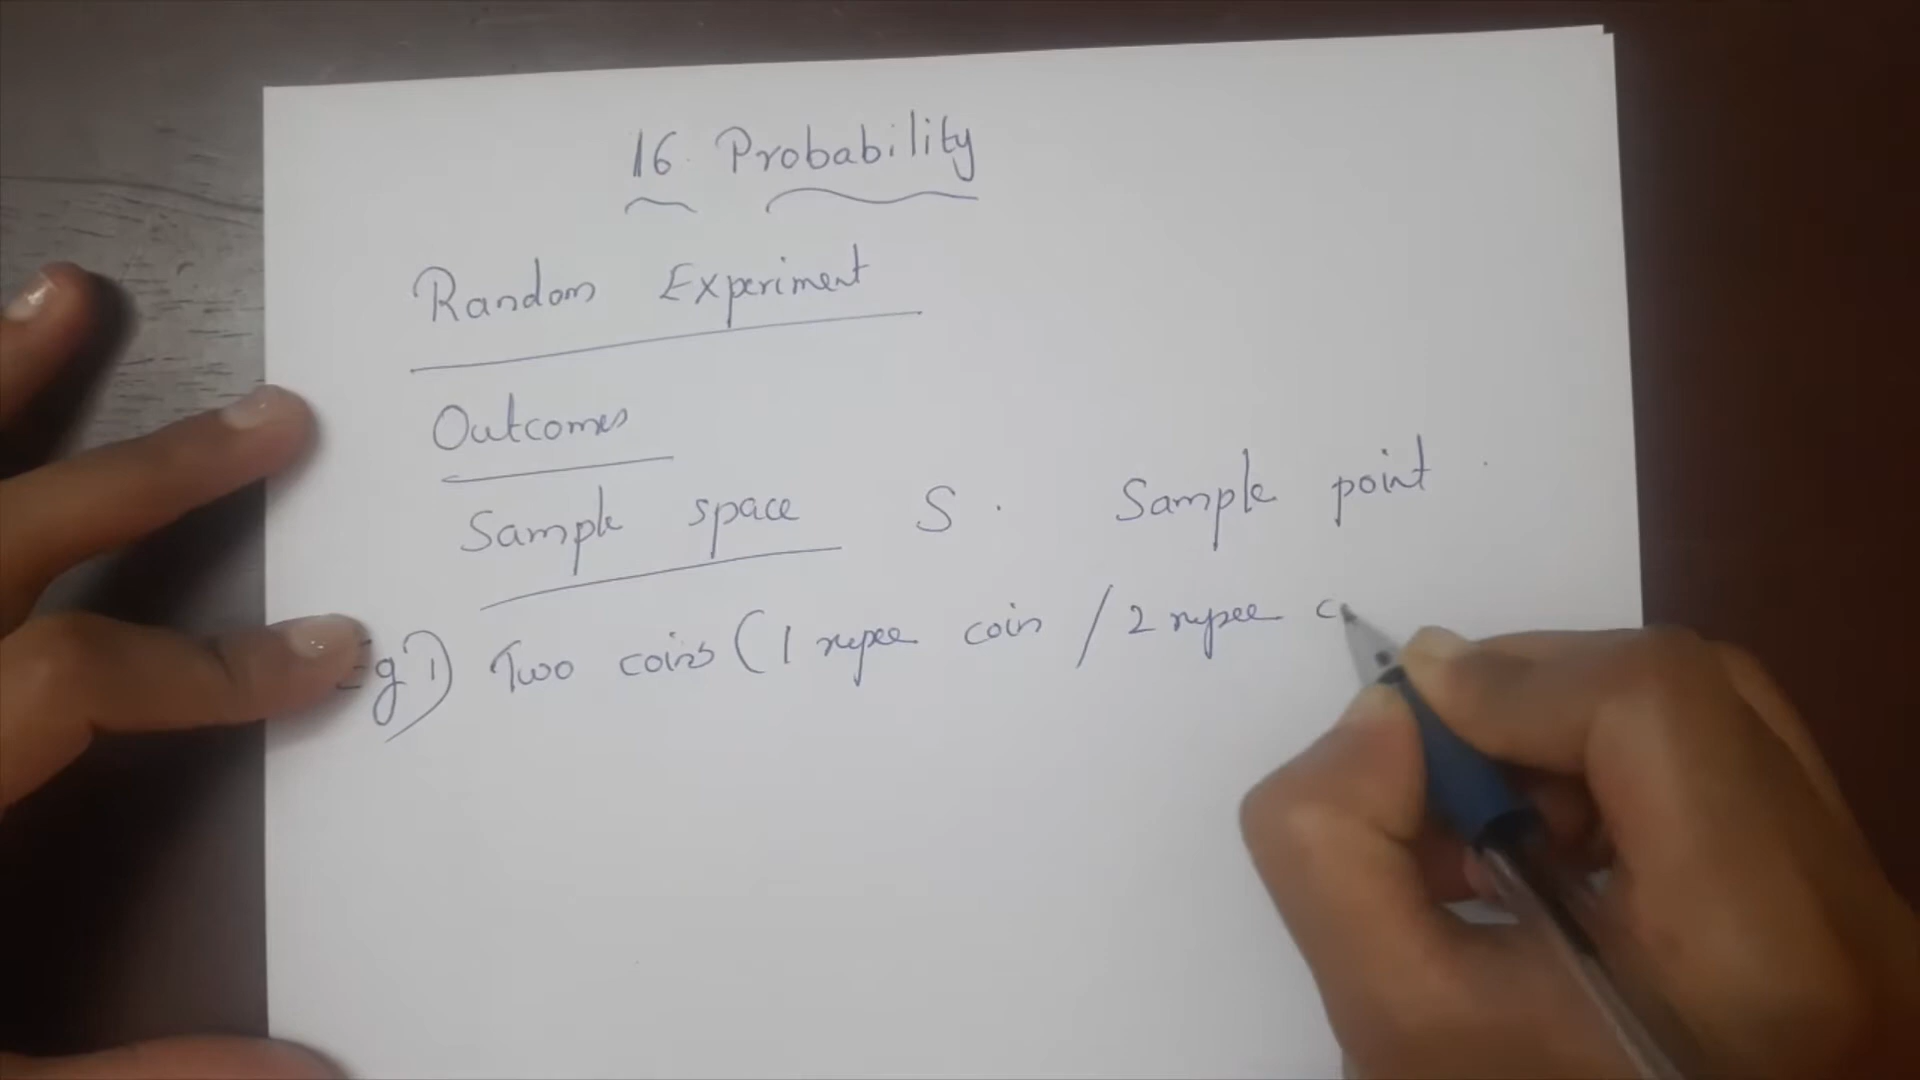 16. Probability
Random Experiment
Outcomes
Sample space S. Sample point.
Eg 1) Two coins (1 rupee coin / 2 rupee c